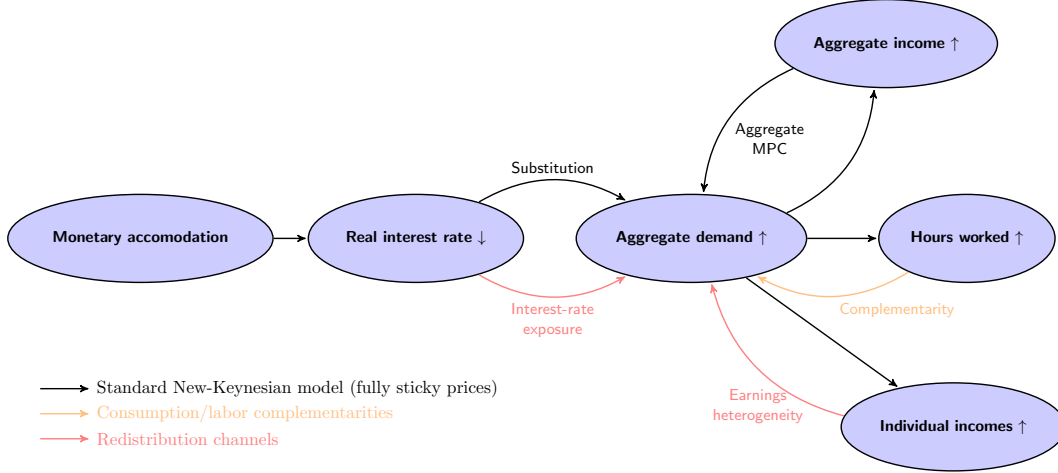 Aggregate income ↑
Aggregate
MPC
Substitution
Monetary accomodation
Real interest rate ↓
Aggregate demand ↑
Hours worked ↑
Interest-rate
exposure
Complementarity
Standard New-Keynesian model (fully sticky prices)
Consumption/labor complementarities
Redistribution channels
Earnings
heterogeneity
Individual incomes ↑